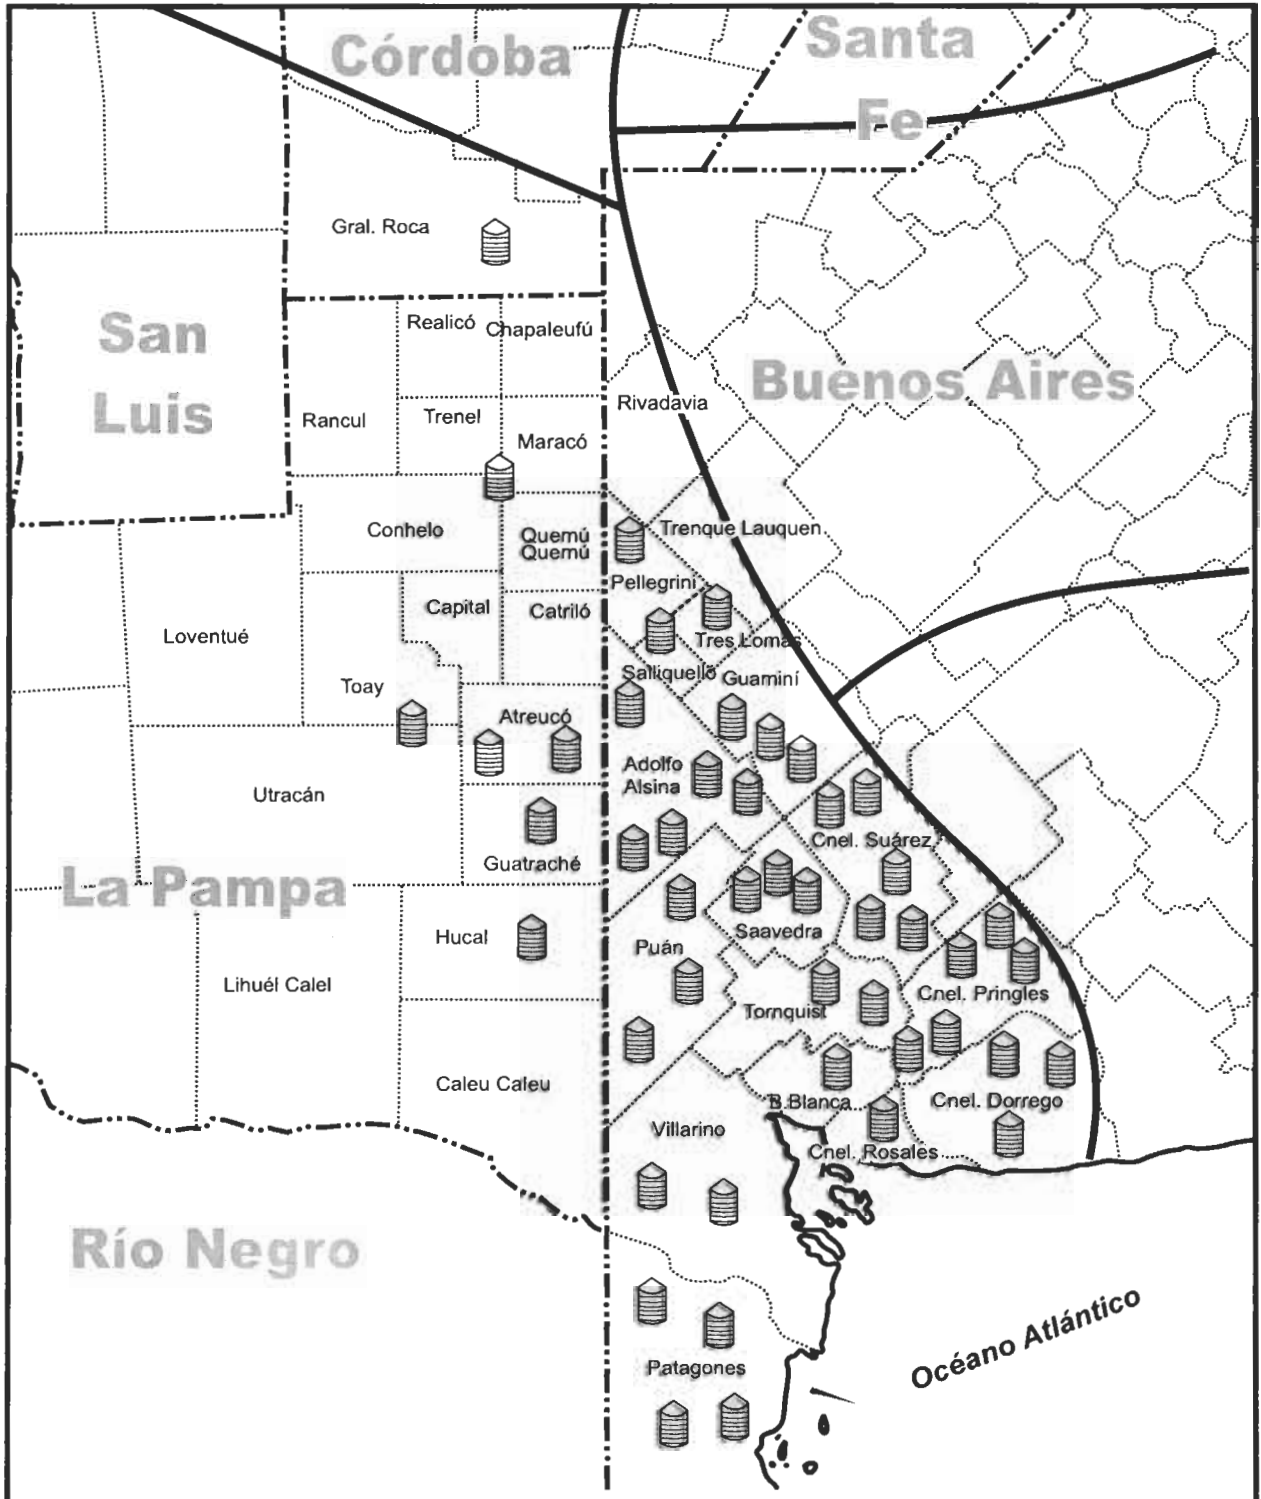 Córdoba
Santa
Fe
Gral. Roca
San
Luis
Realicó
Chapaleufú
Buenos Aires
Rancul
Trenel
Maracó
Rivadavia
Conhelo
Quemú
Quemú
Trenque Lauquen
Pellegrini
Loventué
Capital
Catriló
Tres Lomas
Toay
Salliquelló
Guaminí
Atreucó
Utracán
Adolfo
Alsina
Guatraché
Cnel. Suárez
La Pampa
Hucal
Puán
Saavedra
Lihuél Calel
Tornquist
Cnel. Pringles
Caleu Caleu
B.Blanca
Cnel. Dorrego
Villarino
Cnel. Rosales
Río Negro
Océano Atlántico
Patagones